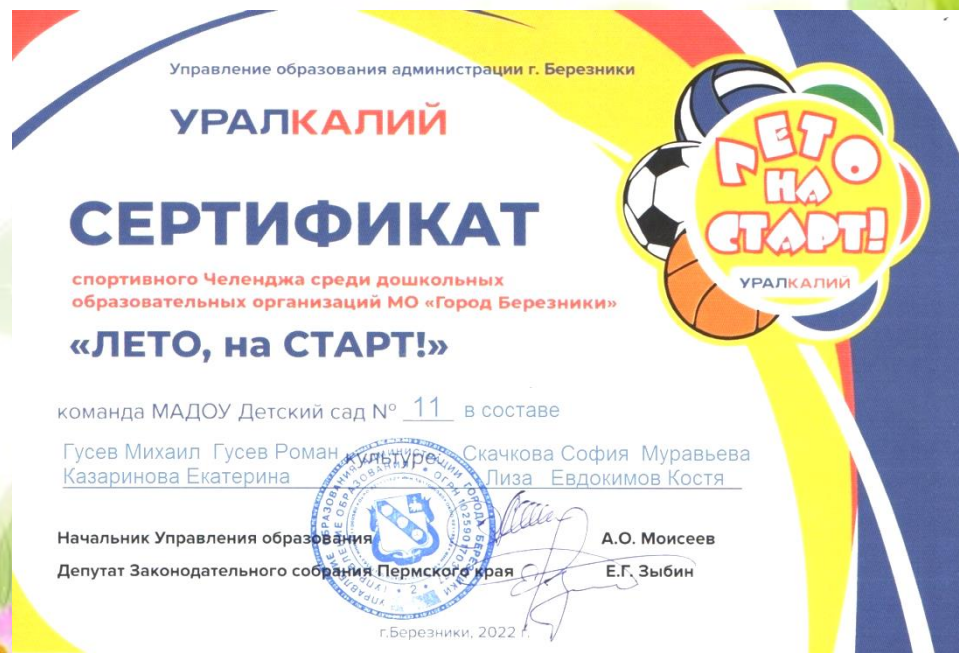 Управление образования администрации г. Березники
УРАЛКАЛИЙ
ЛЕТО
НА
СТАРТ!
УРАЛКАЛИЙ
СЕРТИФИКАТ
спортивного Челенджа среди дошкольных
образовательных организаций МО «Город Березники»
«ЛЕТО, на СТАРТ!»
команда МАДОУ Детский сад № 11 в составе
Гусев Михаил Гусев Роман культуре Скачкова София Муравьева
Казаринова Екатерина Лиза Евдокимов Костя
Начальник Управления образования А.О. Моисеев
Депутат Законодательного собрания Пермского края Е.Г. Зыбин
г.Березники, 2022 г.